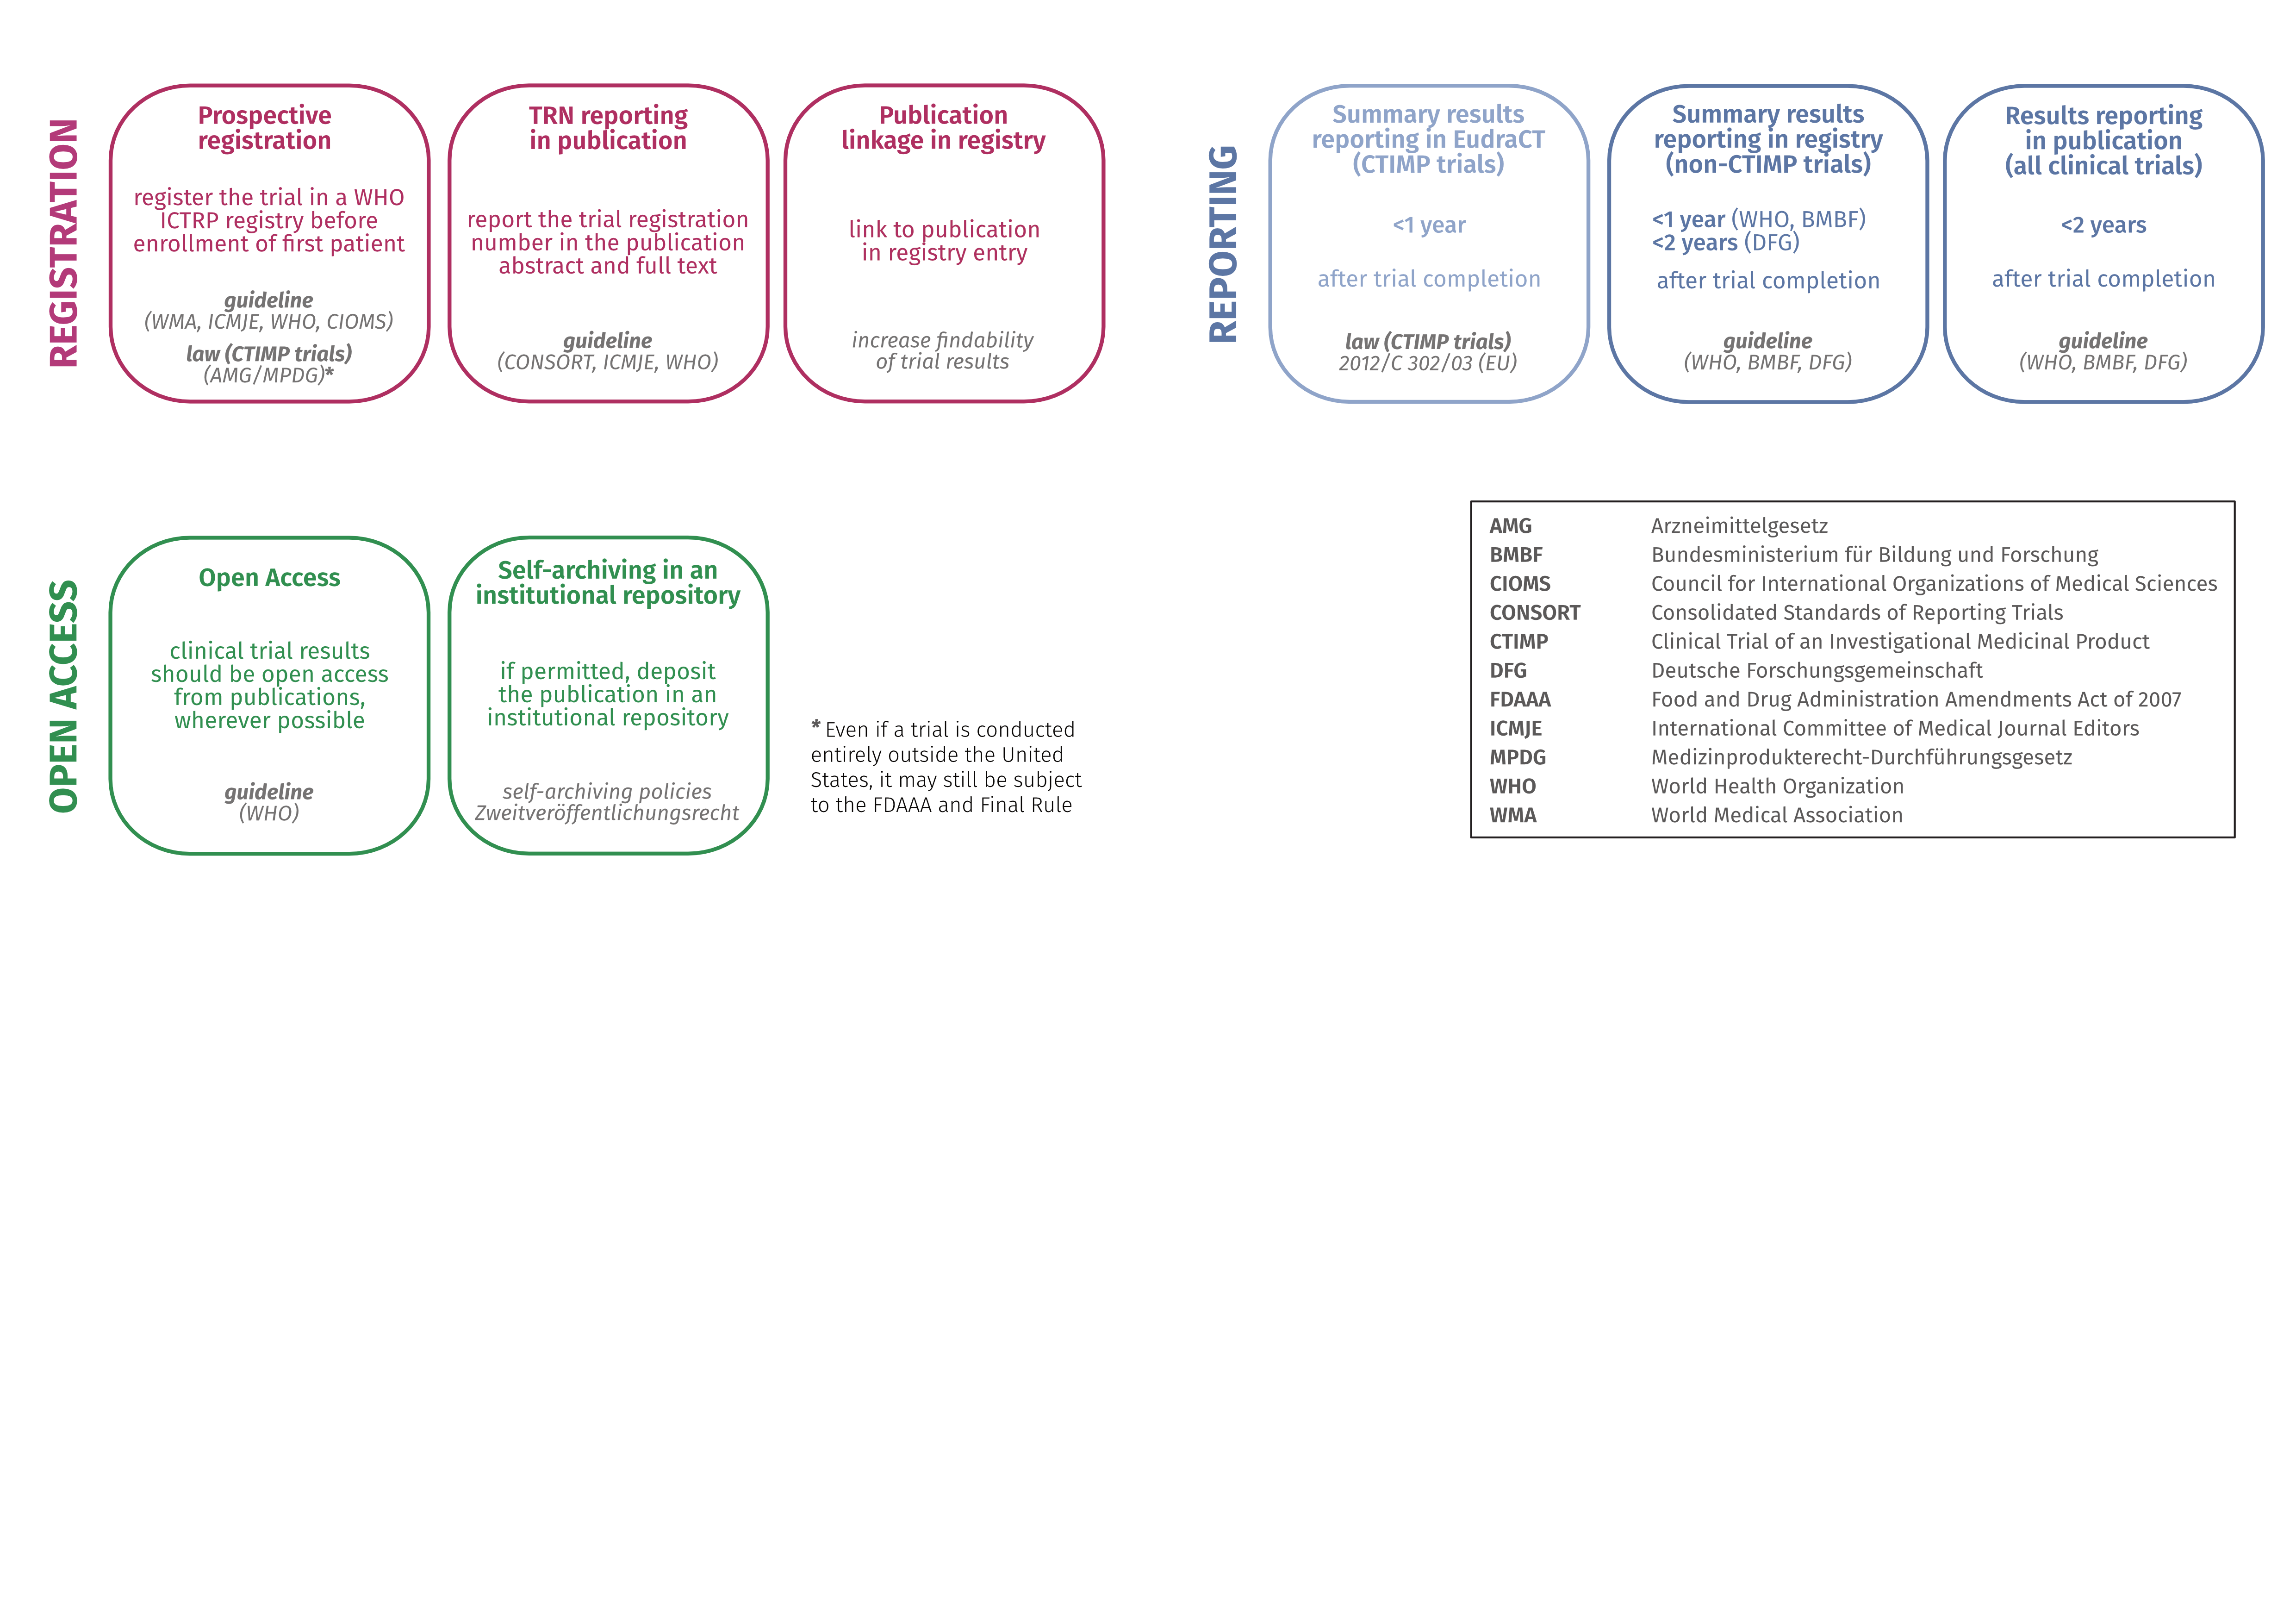 REGISTRATION
Prospective
registration
register the trial in a WHO
ICTRP registry before
enrollment of first patient
guideline
(WMA, ICMJE, WHO, CIOMS)
law (CTIMP trials)
(AMG/MPDG)*
TRN reporting
in publication
report the trial registration
number in the publication
abstract and full text
guideline
(CONSORT, ICMJE, WHO)
Publication
linkage in registry
link to publication
in registry entry
increase findability
of trial results
REPORTING
Summary results
reporting in EudraCT
(CTIMP trials)
<1 year
after trial completion
law (CTIMP trials)
2012/C 302/03 (EU)
Summary results
reporting in registry
(non-CTIMP trials)
<1 year (WHO, BMBF)
<2 years (DFG)
after trial completion
guideline
(WHO, BMBF, DFG)
Results reporting
in publication
(all clinical trials)
<2 years
after trial completion
guideline
(WHO, BMBF, DFG)
OPEN ACCESS
Open Access
clinical trial results
should be open access
from publications,
wherever possible
guideline
(WHO)
Self-archiving in an
institutional repository
if permitted, deposit
the publication in an
institutional repository
self-archiving policies
Zweitveröffentlichungsrecht
* Even if a trial is conducted
entirely outside the United
States, it may still be subject
to the FDAAA and Final Rule
AMG Arzneimittelgesetz
BMBF Bundesministerium für Bildung und Forschung
CIOMS Council for International Organizations of Medical Sciences
CONSORT Consolidated Standards of Reporting Trials
CTIMP Clinical Trial of an Investigational Medicinal Product
DFG Deutsche Forschungsgemeinschaft
FDAAA Food and Drug Administration Amendments Act of 2007
ICMJE International Committee of Medical Journal Editors
MPDG Medizinprodukterecht-Durchführungsgesetz
WHO World Health Organization
WMA World Medical Association